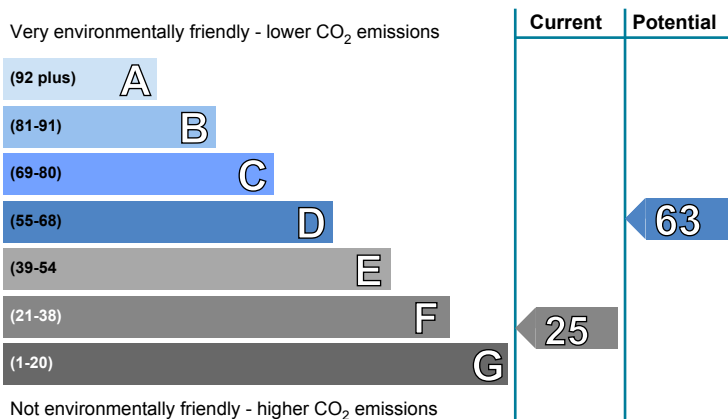 Current Potential
Very environmentally friendly - lower CO2 emissions
(92 plus) A
(81-91) B
(69-80) C
(55-68) D
63
(39-54 E
(21-38) F
25
(1-20) G
Not environmentally friendly - higher CO2 emissions